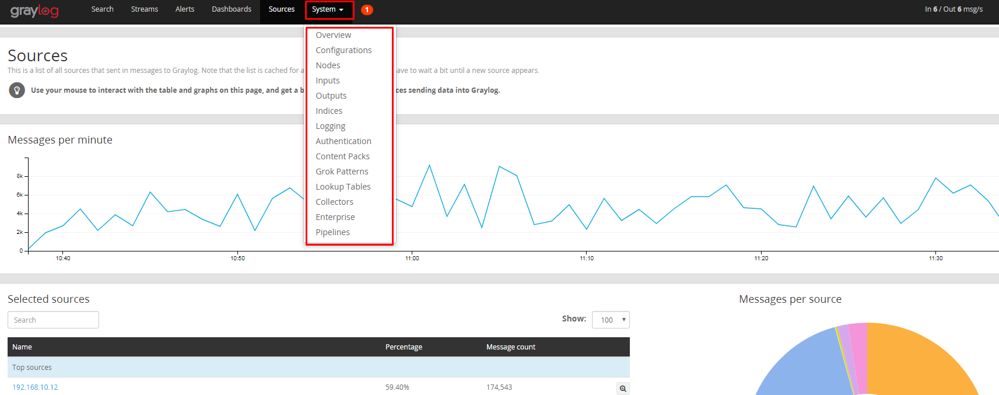 graylog Search Streams Alerts Dashboards Sources System 1 In 6 / Out 6 msg/s
Overview
Configurations
Nodes
Inputs
Outputs
Indices
Logging
Authentication
Content Packs
Grok Patterns
Lookup Tables
Collectors
Enterprise
Pipelines
Sources
This is a list of all sources that sent in messages to Graylog. Note that the list is cached for a ave to wait a bit until a new source appears.
Use your mouse to interact with the table and graphs on this page, and get a b ces sending data into Graylog.
Messages per minute
8k
6k
4k
2k
0
10:40 10:50 11:00 11:10 11:20 11:30
Selected sources
Search
Show: 100
Name Percentage Message count
Top sources
192.168.10.12 59.40% 174,543
Messages per source